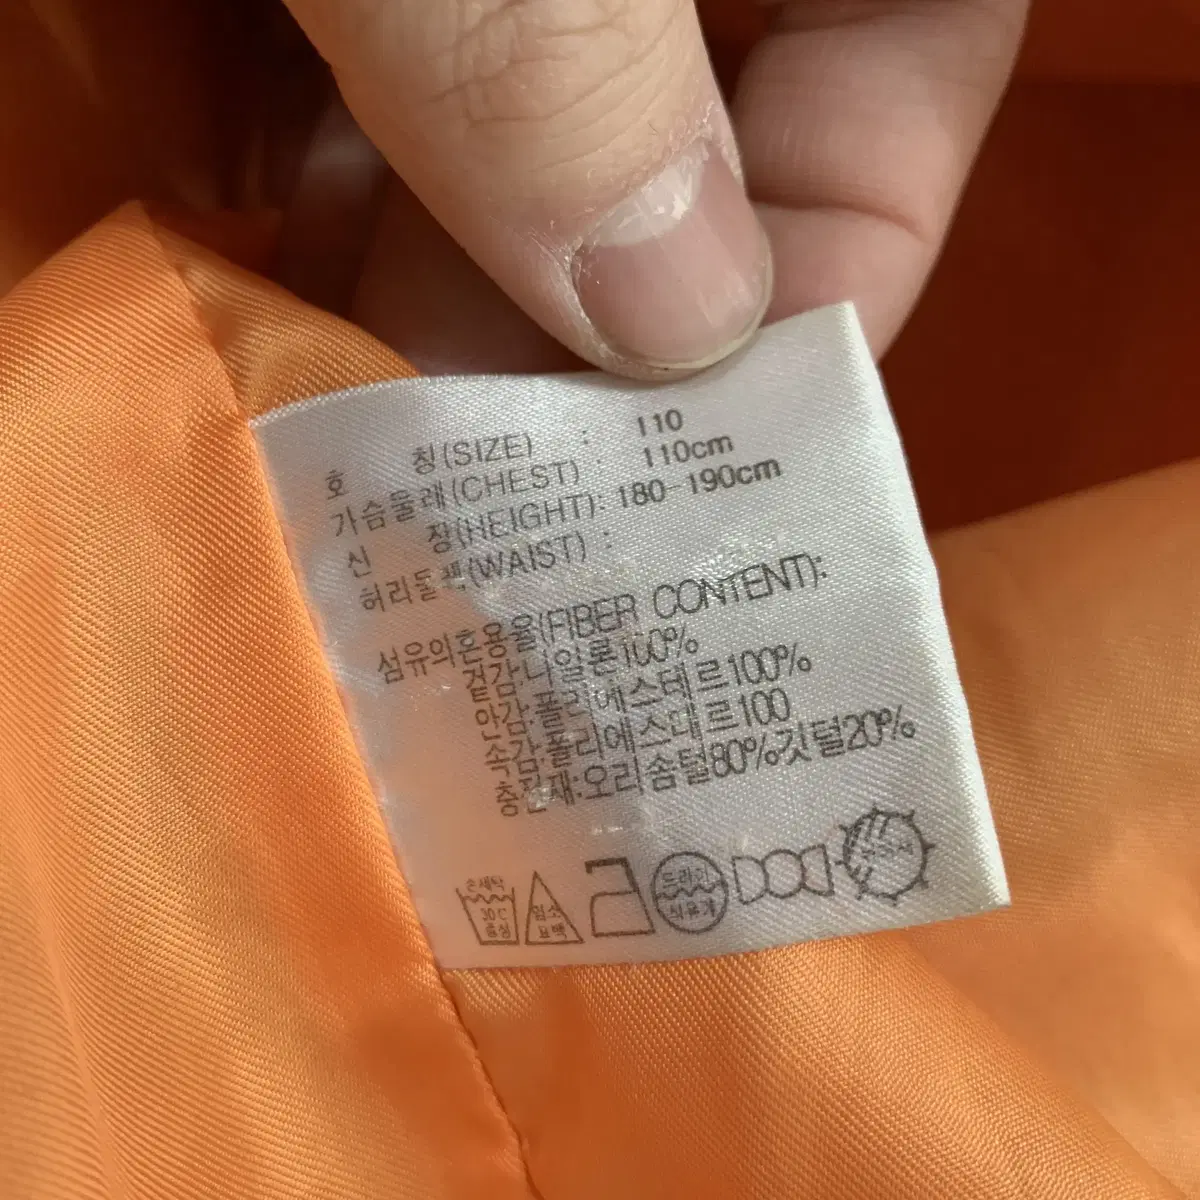 호 칭(SIZE) : 110
가슴둘레(CHEST) : 110cm
신 장(HEIGHT): 180-190cm
허리둘레(WAIST) :
섬유의혼용율(FIBER CONTENT):
겉감:나일론100%
안감:폴리에스테르100%
속감:폴리에스대르100
충전재:오리솜털80%깃털20%
손세탁 30℃ 중성
염소 표백
드라이 석유계